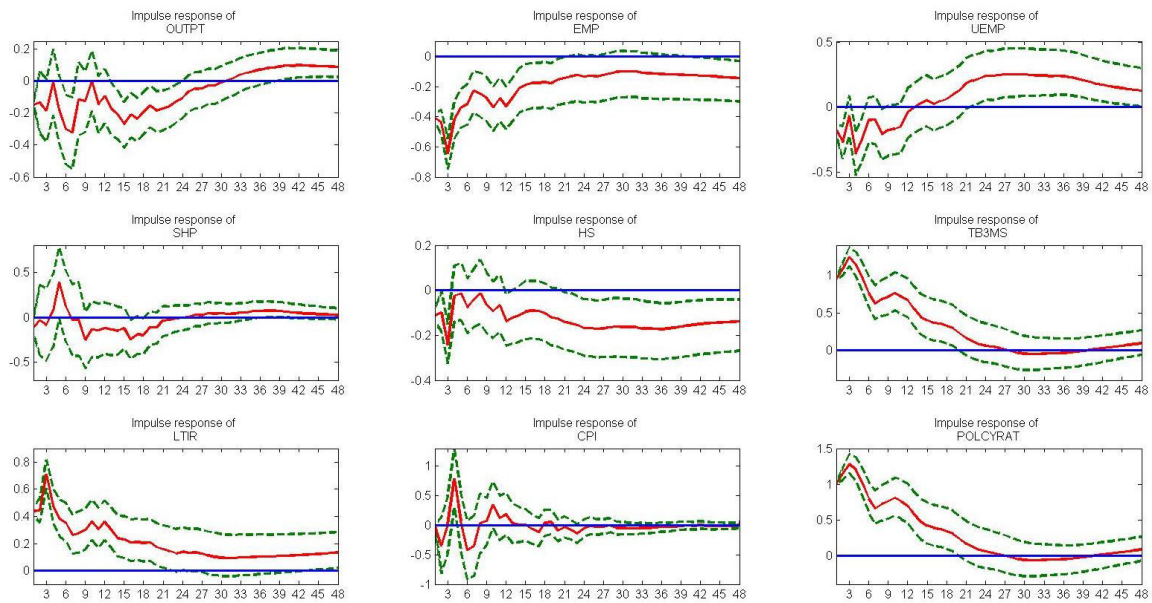 Impulse response of
OUTPT
0.2
0
-0.2
-0.4
-0.6
3 6 9 12 15 18 21 24 27 30 33 36 39 42 45 48
Impulse response of
EMP
0
-0.2
-0.4
-0.6
-0.8
3 6 9 12 15 18 21 24 27 30 33 36 39 42 45 48
Impulse response of
UEMP
0.5
0
-0.5
3 6 9 12 15 18 21 24 27 30 33 36 39 42 45 48
Impulse response of
SHP
0.5
0
-0.5
3 6 9 12 15 18 21 24 27 30 33 36 39 42 45 48
Impulse response of
HS
0.2
0
-0.2
-0.4
3 6 9 12 15 18 21 24 27 30 33 36 39 42 45 48
Impulse response of
TB3MS
1
0
3 6 9 12 15 18 21 24 27 30 33 36 39 42 45 48
Impulse response of
LTIR
0.8
0.6
0.4
0.2
0
3 6 9 12 15 18 21 24 27 30 33 36 39 42 45 48
Impulse response of
CPI
1
0.5
0
-0.5
-1
3 6 9 12 15 18 21 24 27 30 33 36 39 42 45 48
Impulse response of
POLCYRAT
1.5
1
0.5
0
3 6 9 12 15 18 21 24 27 30 33 36 39 42 45 48